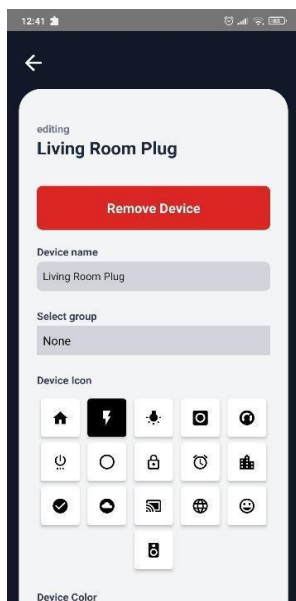 12:41
83
editing
Living Room Plug
Remove Device
Device name
Living Room Plug
Select group
None
Device Icon
Device Color